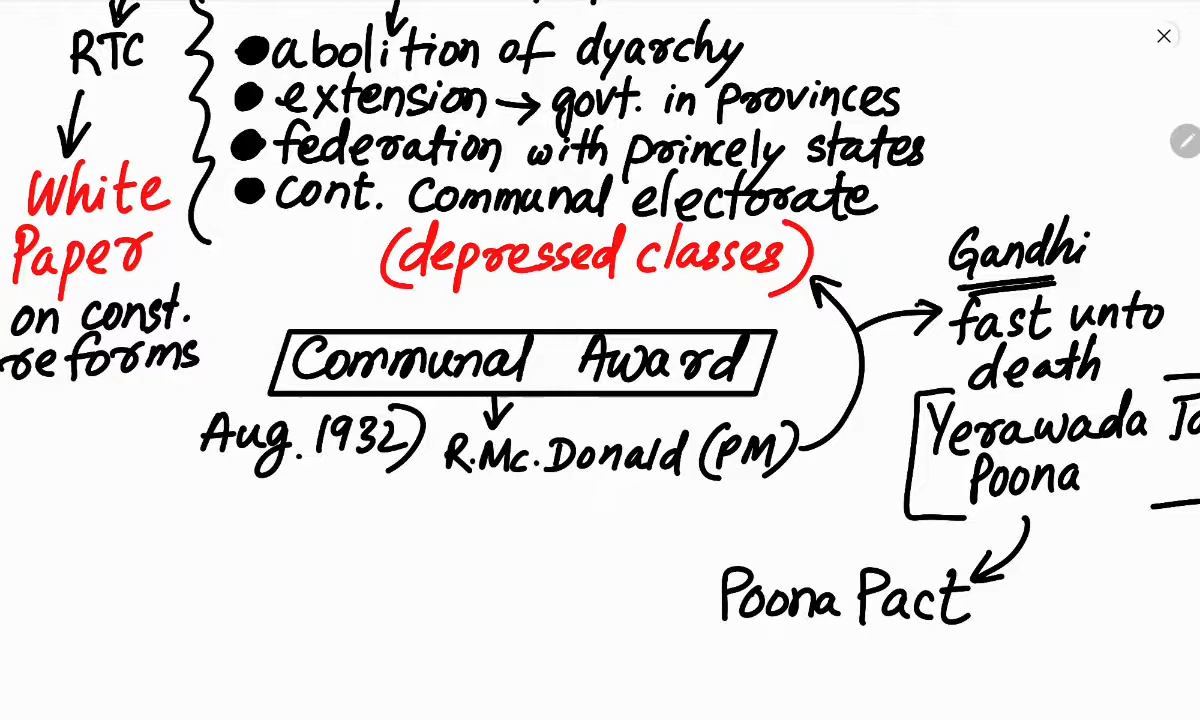 RTC
• abolition of dyarchy
• extension → govt. in provinces
• federation with princely states
• cont. communal electorate
(depressed classes)
White
Paper
on const.
reforms
Communal Award
Aug. 1932)
R.Mc.Donald (PM)
Gandhi
fast unto
death
Yerawada
Poona
Poona Pact